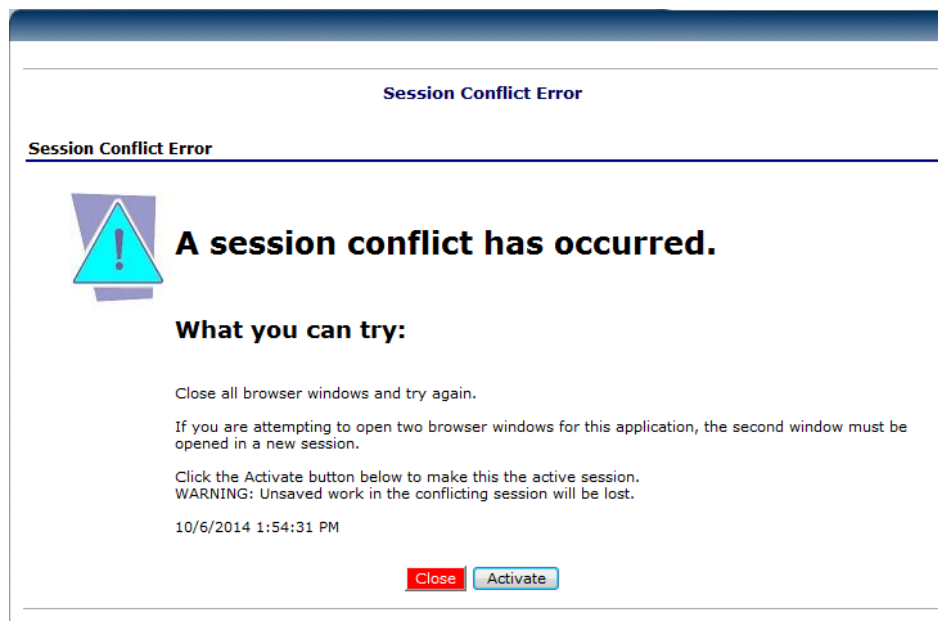 Session Conflict Error
Session Conflict Error
!
A session conflict has occurred.
What you can try:
Close all browser windows and try again.
If you are attempting to open two browser windows for this application, the second window must be
opened in a new session.
Click the Activate button below to make this the active session.
WARNING: Unsaved work in the conflicting session will be lost.
10/6/2014 1:54:31 PM
Close Activate